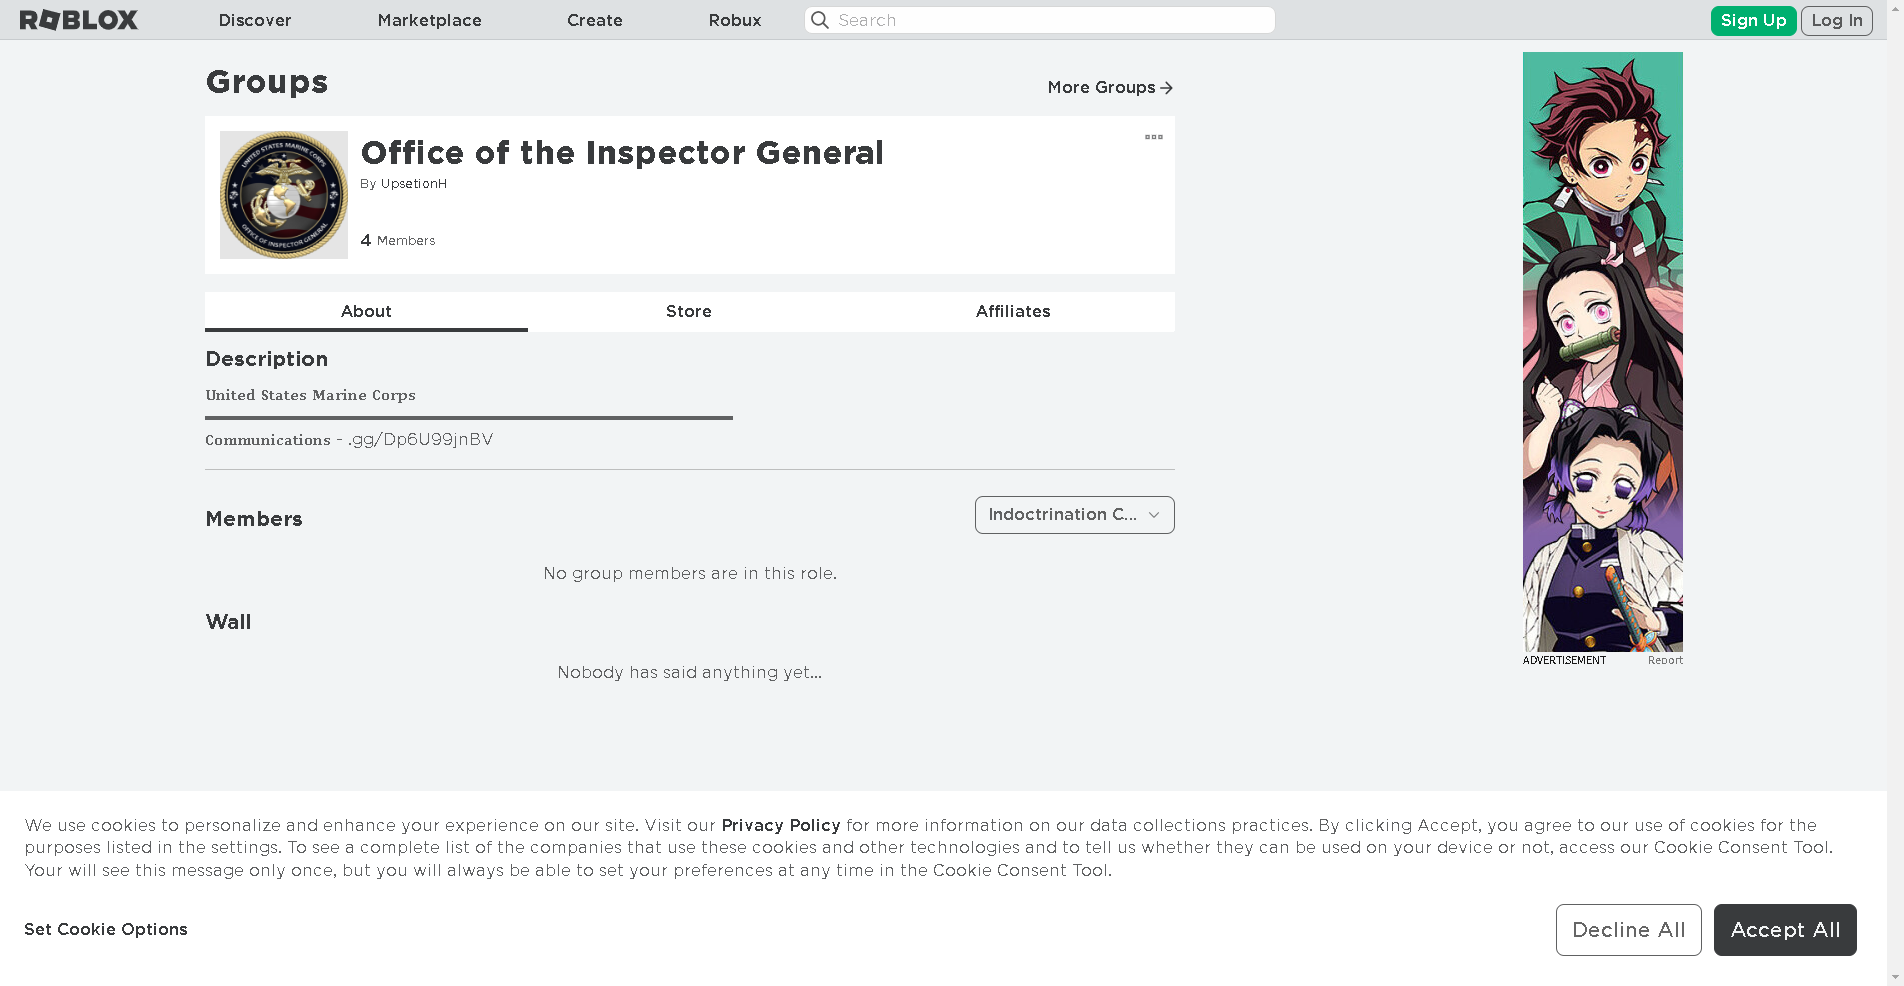 ROBLOX Discover Marketplace Create Robux Search Sign Up Log In
Groups
More Groups
Office of the Inspector General
By UpsetionH
4 Members
UNITED STATES MARINE CORPS
OFFICE OF INSPECTOR GENERAL
About Store Affiliates
Description
United States Marine Corps
Communications - .gg/Dp6U99jnBV
Members
Indoctrination C...
No group members are in this role.
Wall
Nobody has said anything yet...
ADVERTISEMENT Report
We use cookies to personalize and enhance your experience on our site. Visit our Privacy Policy for more information on our data collections practices. By clicking Accept, you agree to our use of cookies for the
purposes listed in the settings. To see a complete list of the companies that use these cookies and other technologies and to tell us whether they can be used on your device or not, access our Cookie Consent Tool.
Your will see this message only once, but you will always be able to set your preferences at any time in the Cookie Consent Tool.
Set Cookie Options
Decline All
Accept All